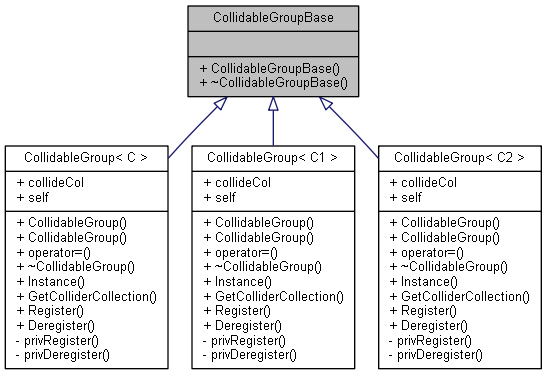 CollidableGroupBase
+ CollidableGroupBase()
+ ~CollidableGroupBase()
CollidableGroup< C >
+ collideCol
+ self
+ CollidableGroup()
+ CollidableGroup()
+ operator=()
+ ~CollidableGroup()
+ Instance()
+ GetColliderCollection()
+ Register()
+ Deregister()
- privRegister()
- privDeregister()
CollidableGroup< C1 >
+ collideCol
+ self
+ CollidableGroup()
+ CollidableGroup()
+ operator=()
+ ~CollidableGroup()
+ Instance()
+ GetColliderCollection()
+ Register()
+ Deregister()
- privRegister()
- privDeregister()
CollidableGroup< C2 >
+ collideCol
+ self
+ CollidableGroup()
+ CollidableGroup()
+ operator=()
+ ~CollidableGroup()
+ Instance()
+ GetColliderCollection()
+ Register()
+ Deregister()
- privRegister()
- privDeregister()